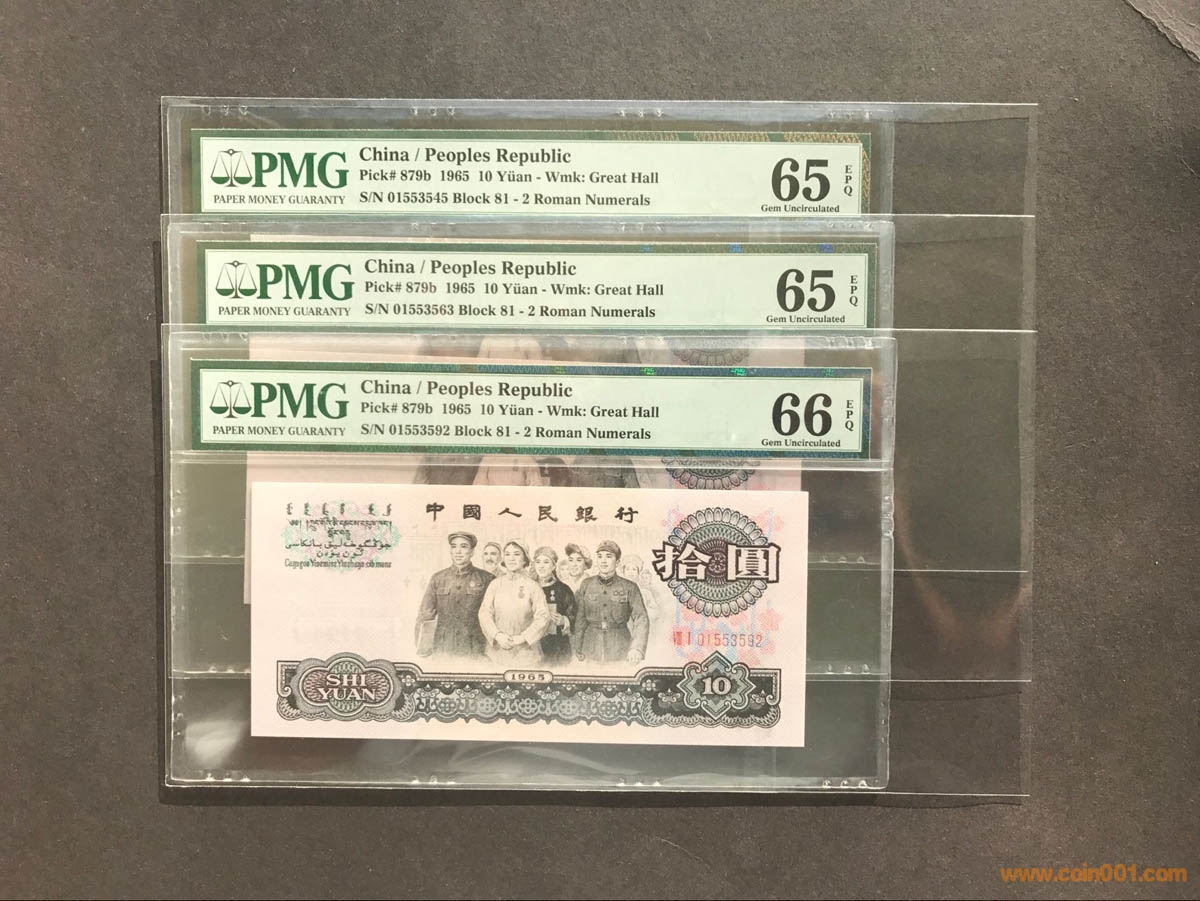 PMG
PAPER MONEY GUARANTY
China / Peoples Republic
Pick# 879b 1965 10 Yüan - Wmk: Great Hall
S/N 01553545 Block 81 - 2 Roman Numerals
65
EPQ
Gem Uncirculated
PMG
PAPER MONEY GUARANTY
China / Peoples Republic
Pick# 879b 1965 10 Yüan - Wmk: Great Hall
S/N 01553563 Block 81 - 2 Roman Numerals
65
EPQ
Gem Uncirculated
PMG
PAPER MONEY GUARANTY
China / Peoples Republic
Pick# 879b 1965 10 Yüan - Wmk: Great Hall
S/N 01553592 Block 81 - 2 Roman Numerals
66
EPQ
Gem Uncirculated
中國人民銀行
拾圓
VIII I 01553592
1965
SHI
YUAN
10
www.coin001.com